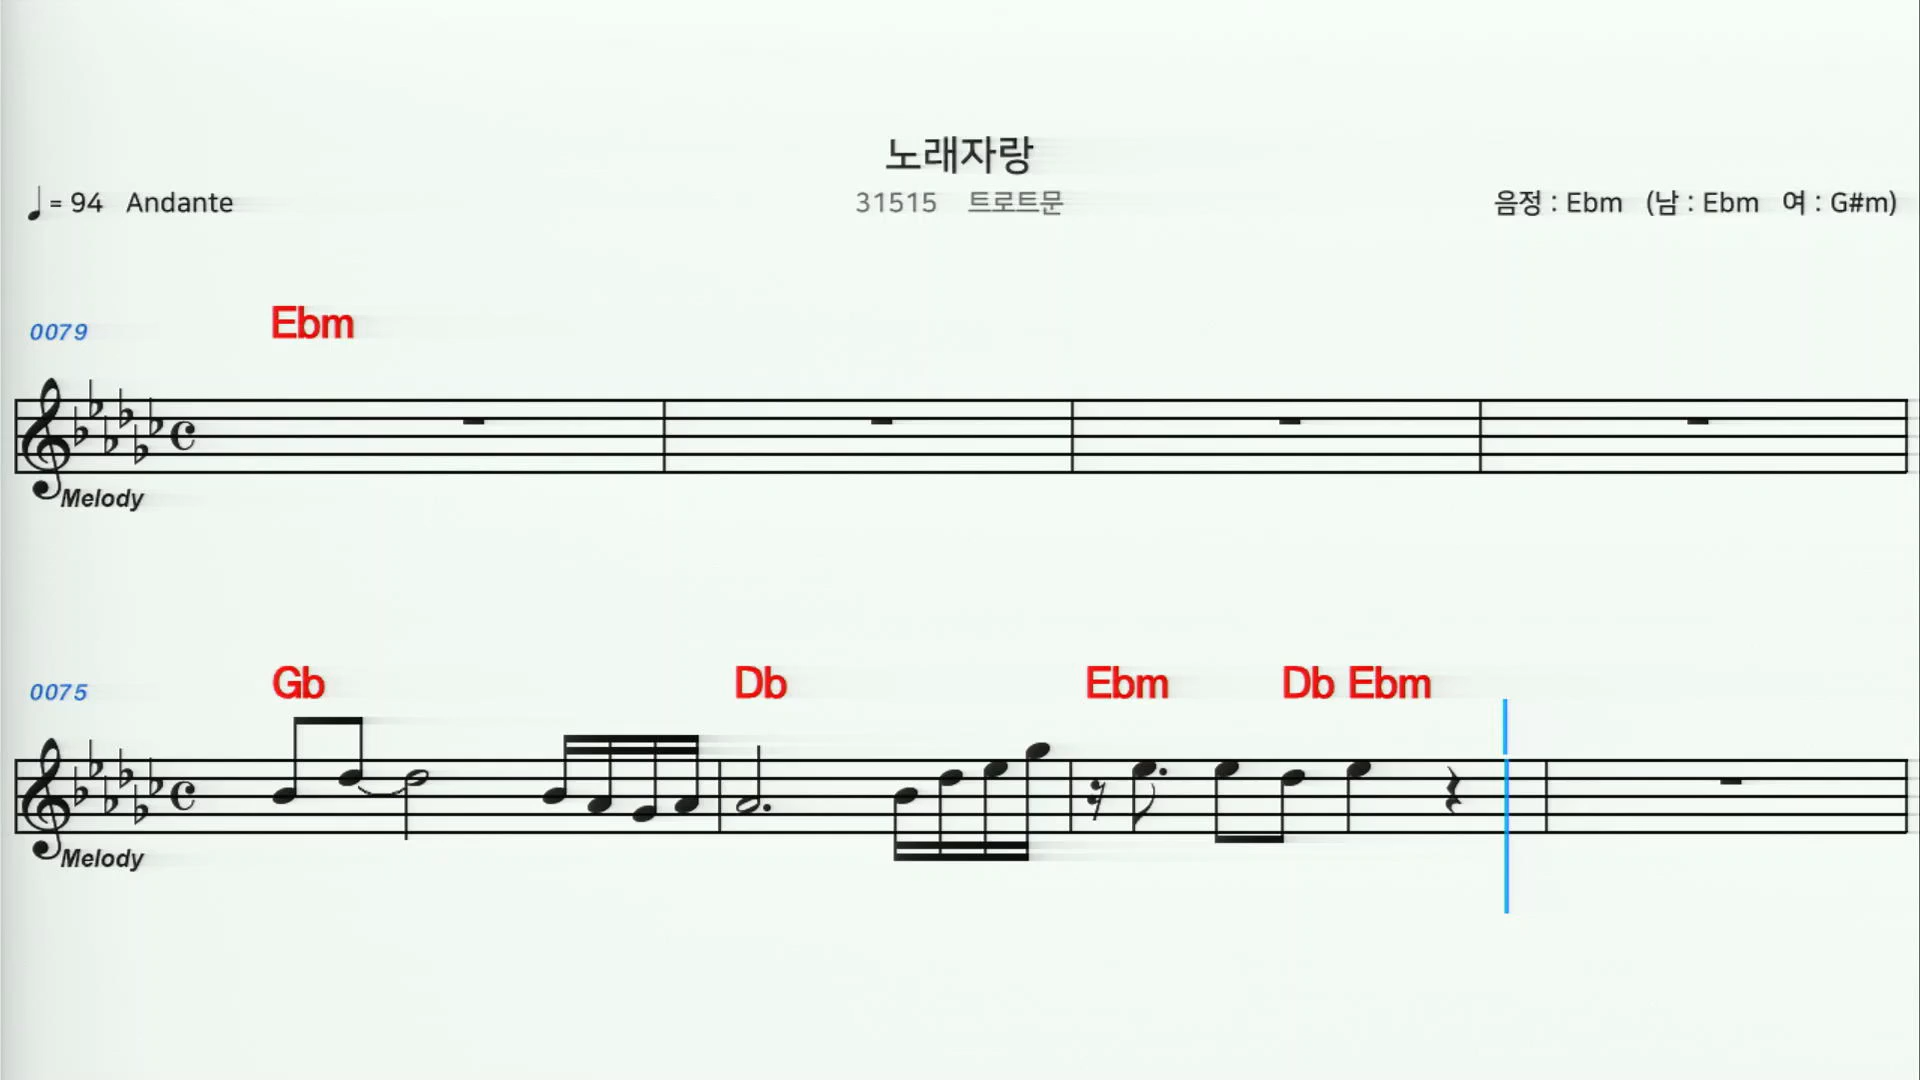 노래자랑
= 94 Andante
31515 트로트문
음정 : Ebm (남 : Ebm 여 : G#m)
0079
Ebm
Melody
0075
Gb Db Ebm Db Ebm
Melody